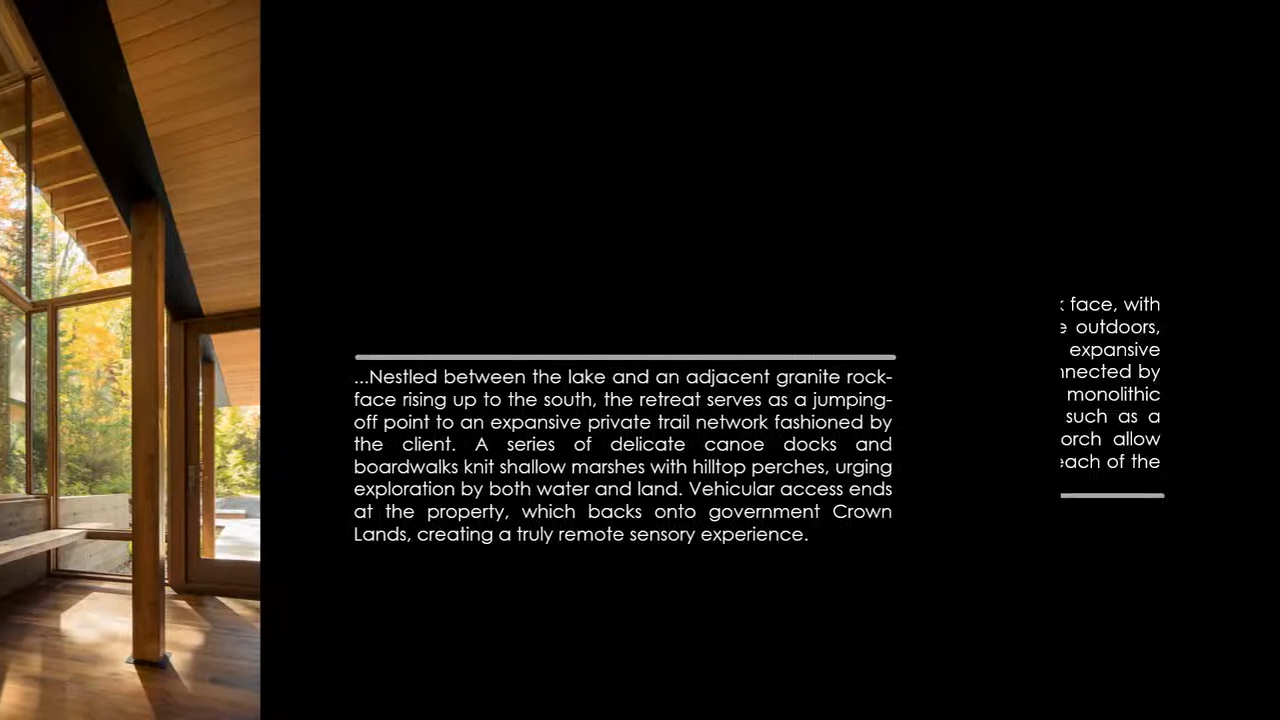 ...Nestled between the lake and an adjacent granite rock-
face rising up to the south, the retreat serves as a jumping-
off point to an expansive private trail network fashioned by
the client. A series of delicate canoe docks and
boardwalks knit shallow marshes with hilltop perches, urging
exploration by both water and land. Vehicular access ends
at the property, which backs onto government Crown
Lands, creating a truly remote sensory experience.
face, with
outdoors,
expansive
by
monolithic
such as a
allow
of the